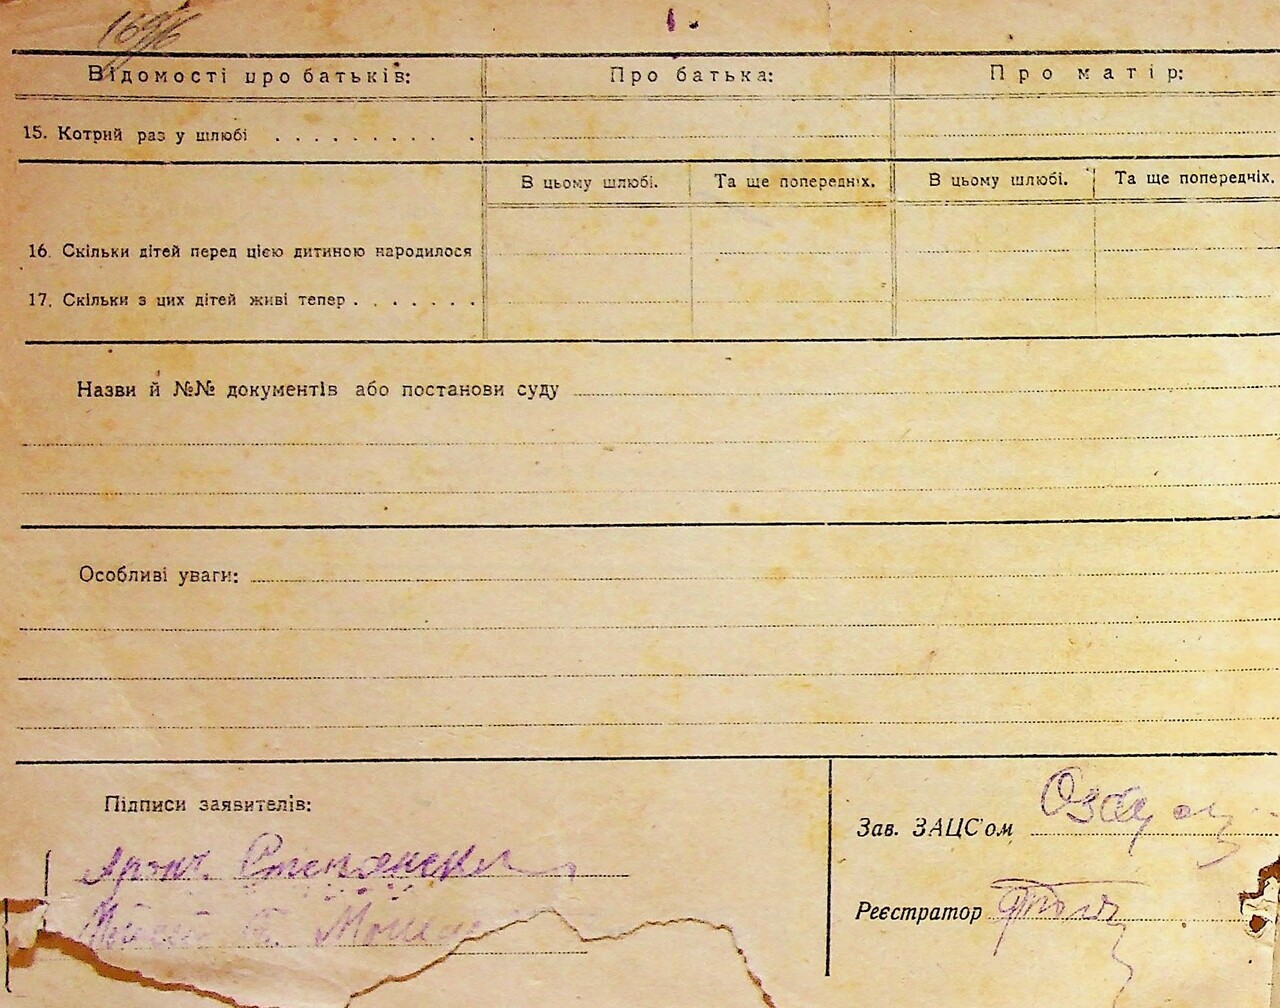 Відомості про батьків: Про батька: Про матір:
15. Котрий раз у шлюбі . . . . . . . . . .
В цьому шлюбі. Та ще попередніх. В цьому шлюбі. Та ще попередніх.
16. Скільки дітей перед цією дитиною народилося
17. Скільки з цих дітей живі тепер . . . . . . .
Назви й №№ документів або постанови суду
Особливі уваги:
Підписи заявителів:
Зав. ЗАЦС'ом
Реєстратор